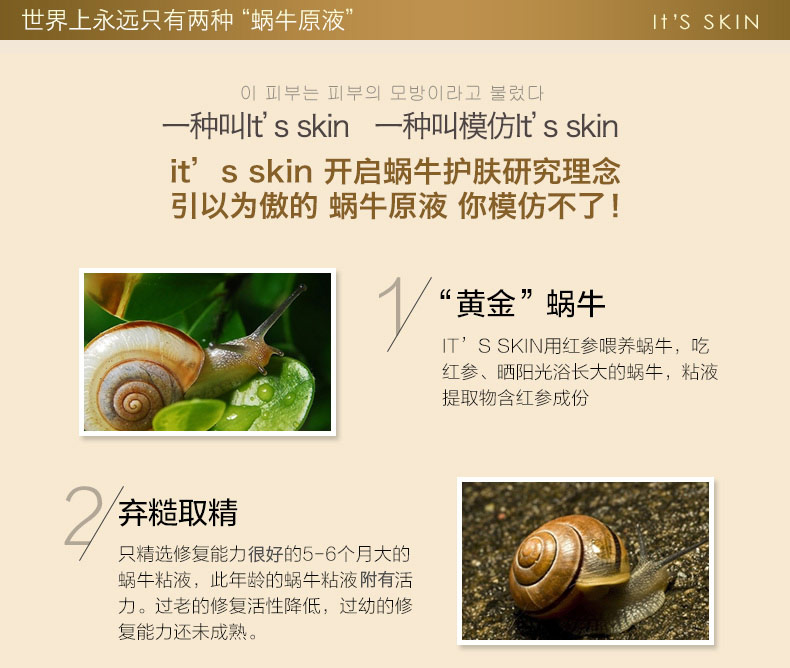 世界上永远只有两种“蜗牛原液”
It'S SKIN
이 피부는 피부의 모방이라고 불렀다
一种叫It’s skin 一种叫模仿It’s skin
it’s skin 开启蜗牛护肤研究理念
引以为傲的 蜗牛原液 你模仿不了！
1
“黄金”蜗牛
IT’S SKIN用红参喂养蜗牛，吃
红参、晒阳光浴长大的蜗牛，粘液
提取物含红参成份
2
弃糙取精
只精选修复能力很好的5-6个月大的
蜗牛粘液，此年龄的蜗牛粘液附有活
力。过老的修复活性降低，过幼的修
复能力还未成熟。